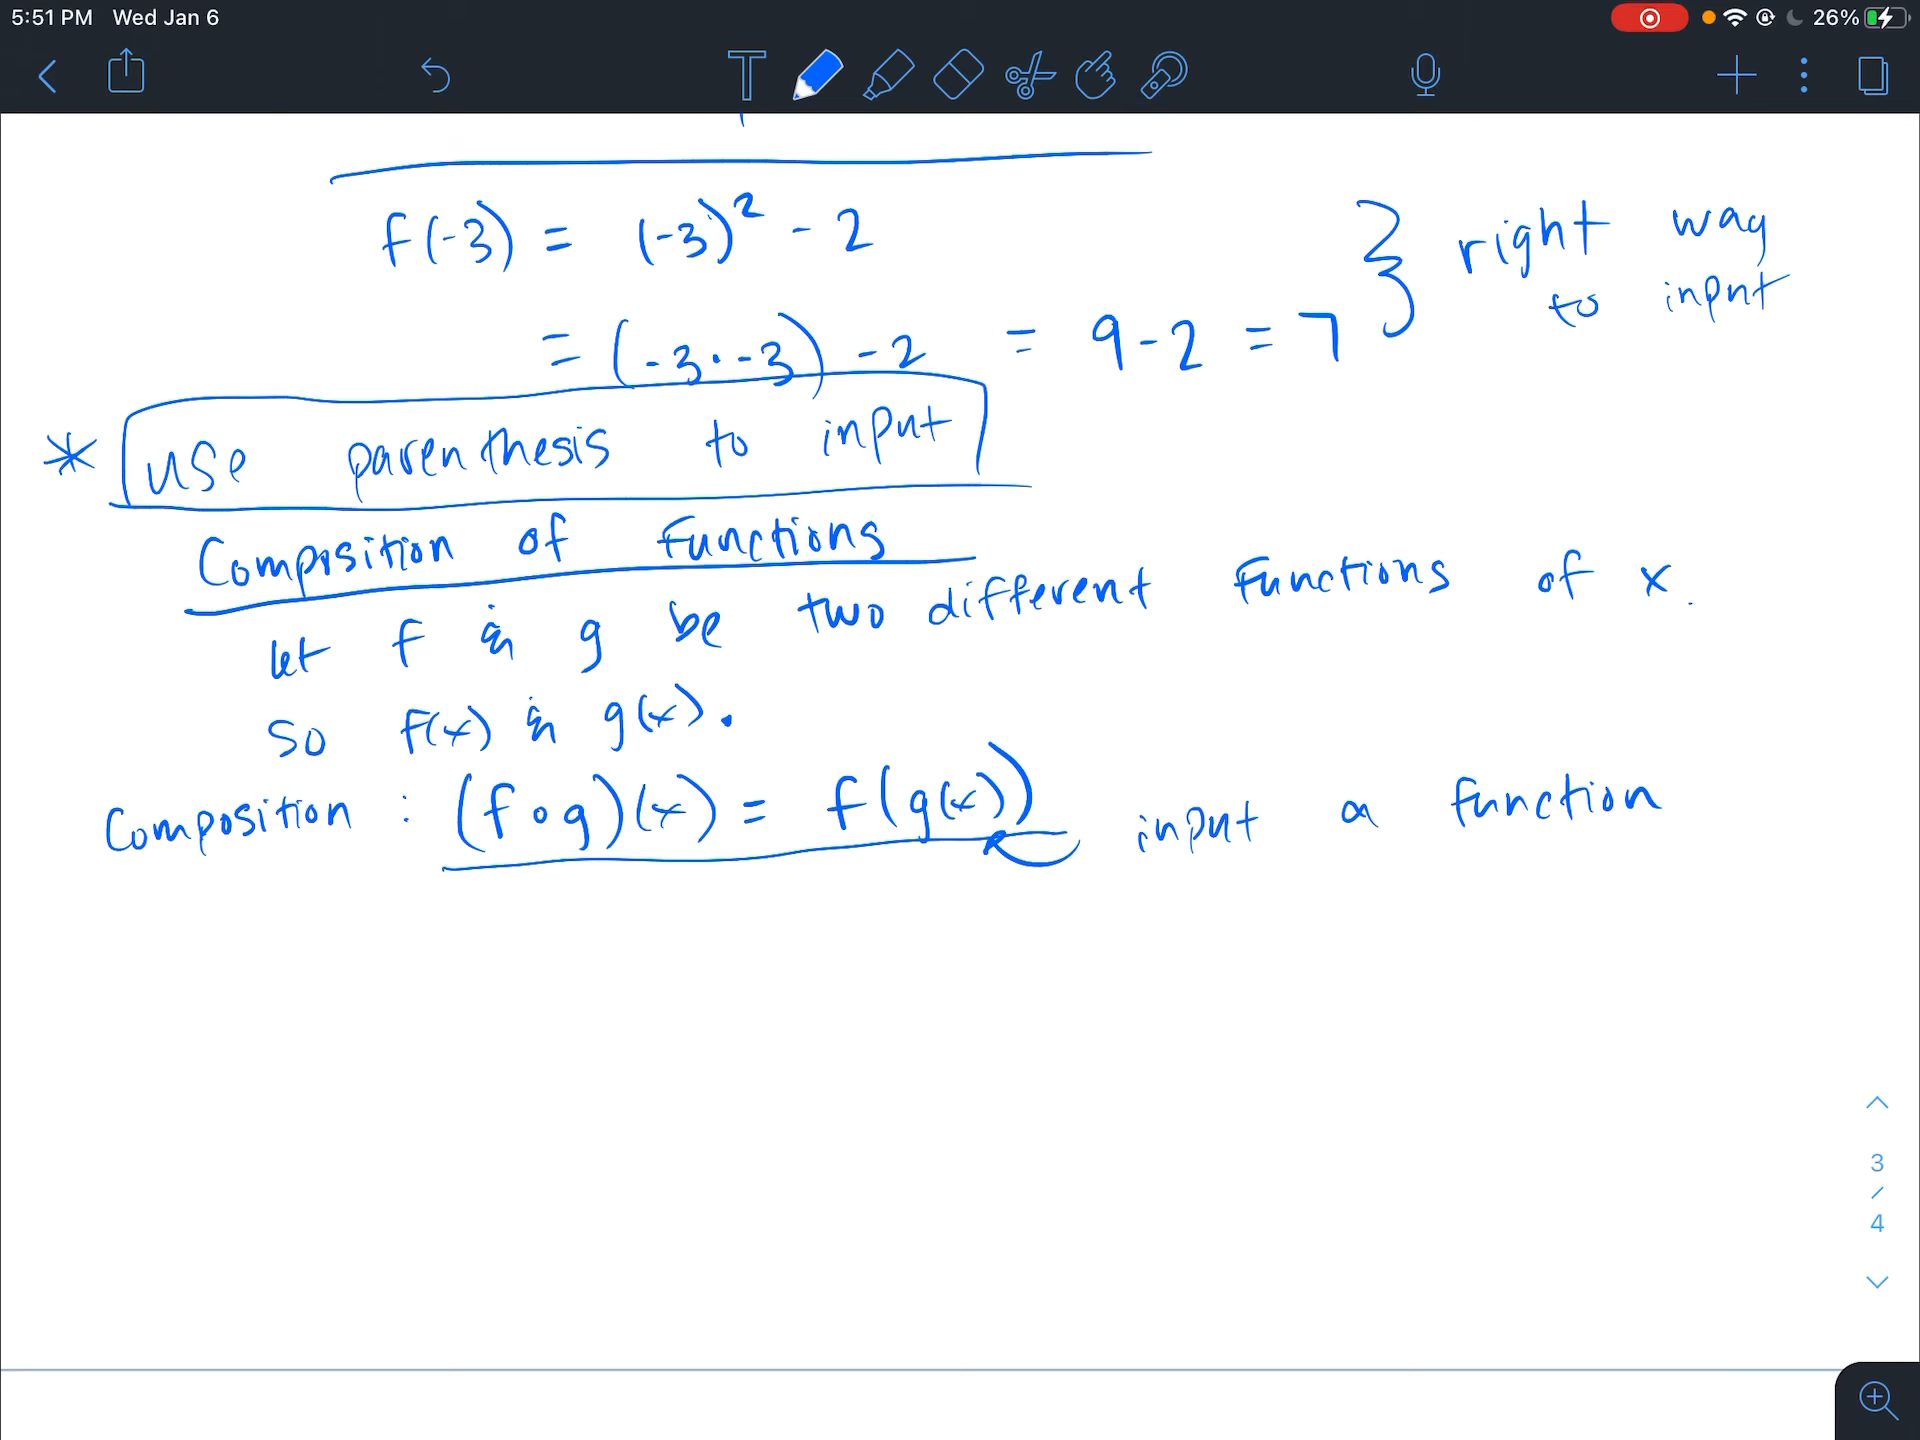 5:51 PM Wed Jan 6 26%
f(-3) = (-3)² - 2
= (-3·-3) - 2 = 9-2 = 7 } right way to input
* use parenthesis to input
Composition of Functions
let f & g be two different functions of x.
So f(x) & g(x).
Composition : (f∘g)(x) = f(g(x)) input a function
3
/
4